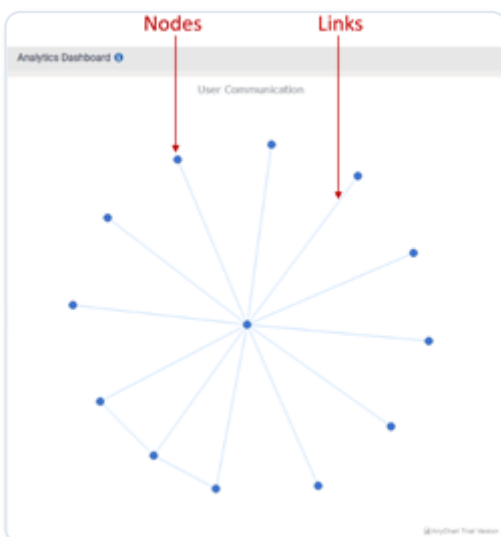 Nodes Links
Analytics Dashboard
User Communication
AnyChart Trial Version